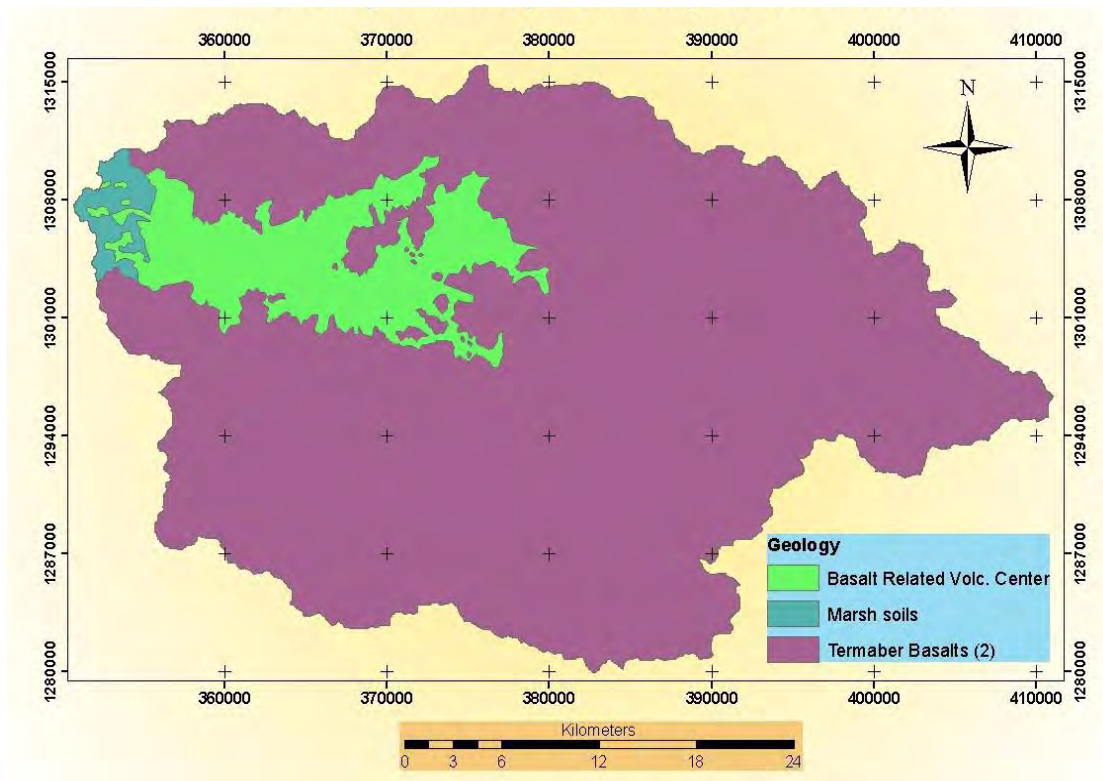 360000 370000 380000 390000 400000 410000
N
1315000 1315000
1308000 1308000
1301000 1301000
1294000 1294000
1287000 1287000
1280000 1280000
Geology
Basalt Related Volc. Center
Marsh soils
Termaber Basalts (2)
360000 370000 380000 390000 400000 410000
Kilometers
0 3 6 12 18 24